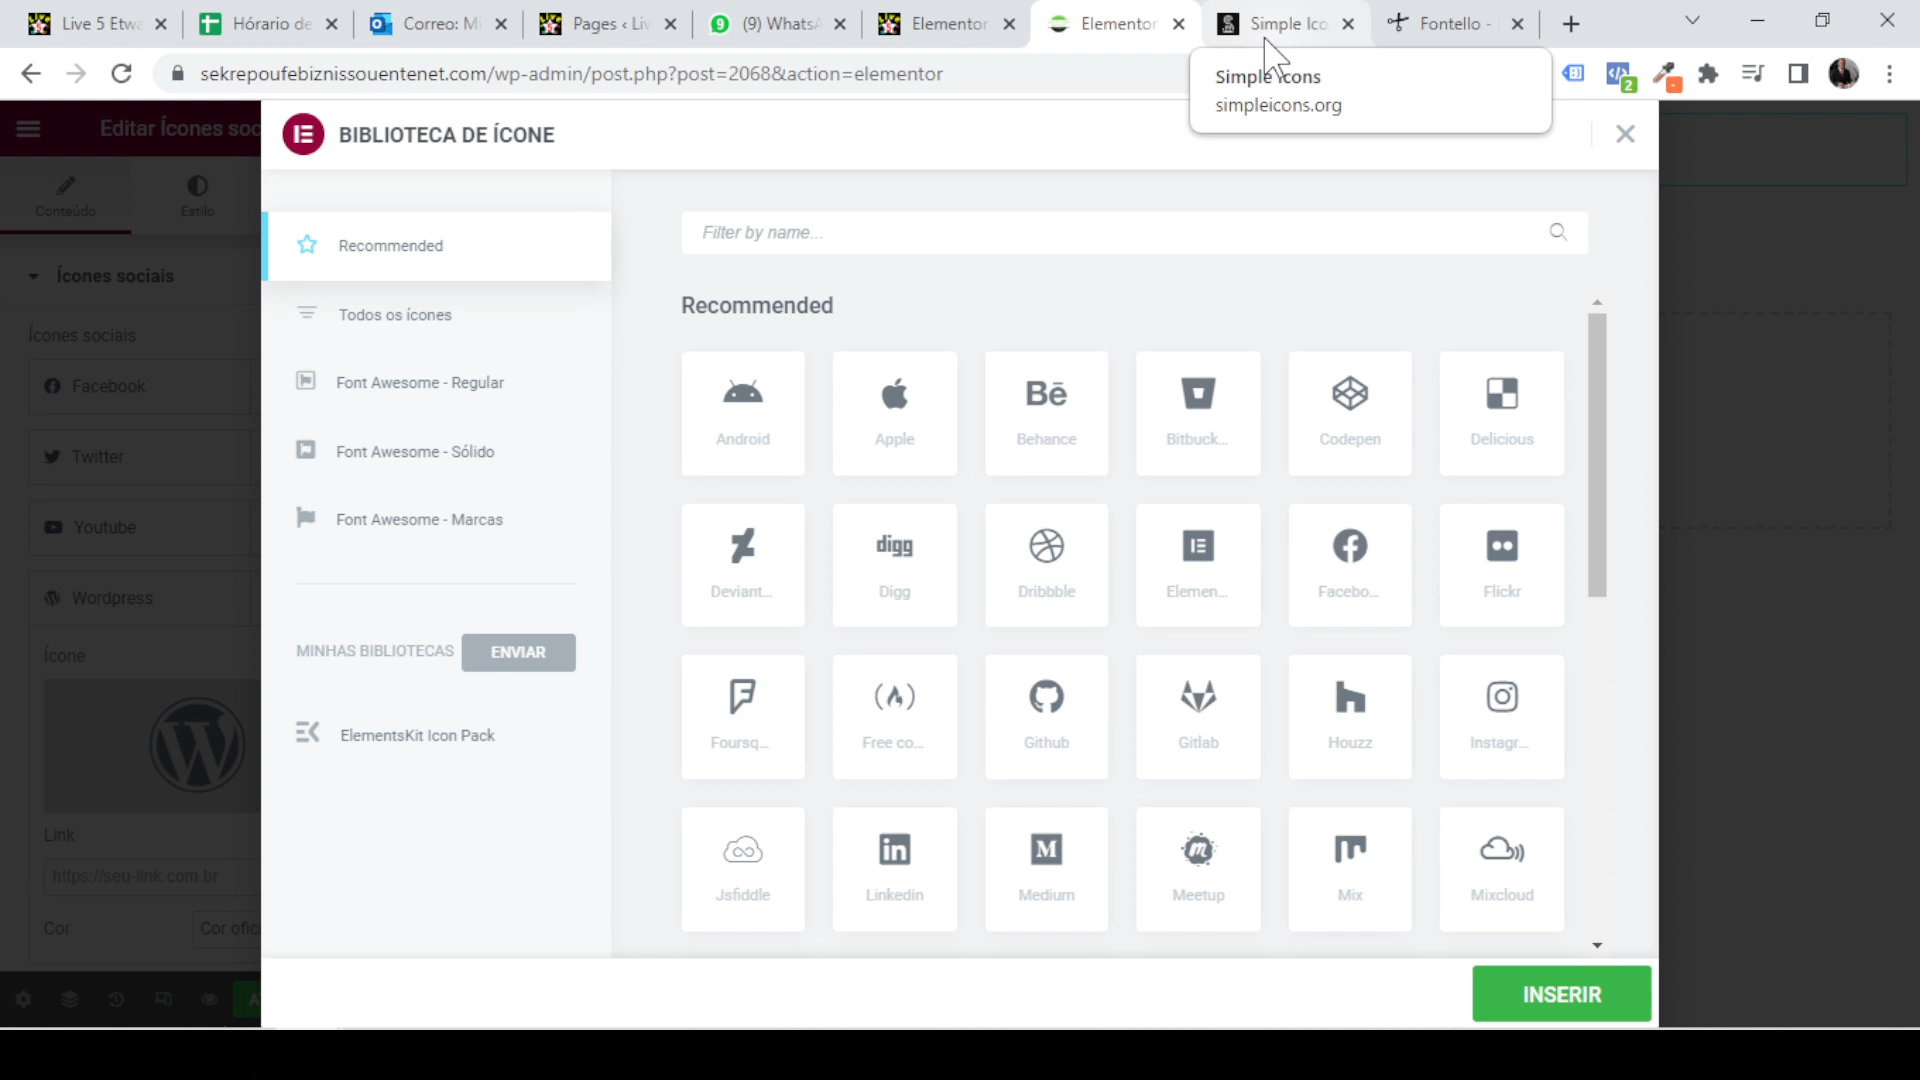 Live 5 Etwa
Hórario de
Correo: Mi
Pages ‹ Liv
(9) WhatsA
Elementor
Elementor
Simple Ico
Fontello -
sekrepoufebiznissouentenet.com/wp-admin/post.php?post=2068&action=elementor
2
Simple Icons
simpleicons.org
Editar Ícones soc
BIBLIOTECA DE ÍCONE
Conteúdo
Estilo
Ícones sociais
Ícones sociais
Facebook
Twitter
Youtube
Wordpress
Ícone
Link
https://seu-link.com.br
Cor
Cor ofic
Recommended
Todos os ícones
Font Awesome - Regular
Font Awesome - Sólido
Font Awesome - Marcas
MINHAS BIBLIOTECAS
ENVIAR
ElementsKit Icon Pack
Filter by name...
Recommended
Android
Apple
Behance
Bitbuck...
Codepen
Delicious
Deviant...
Digg
Dribbble
Elemen...
Facebo...
Flickr
Foursq...
Free co...
Github
Gitlab
Houzz
Instagr...
Jsfiddle
Linkedin
Medium
Meetup
Mix
Mixcloud
INSERIR